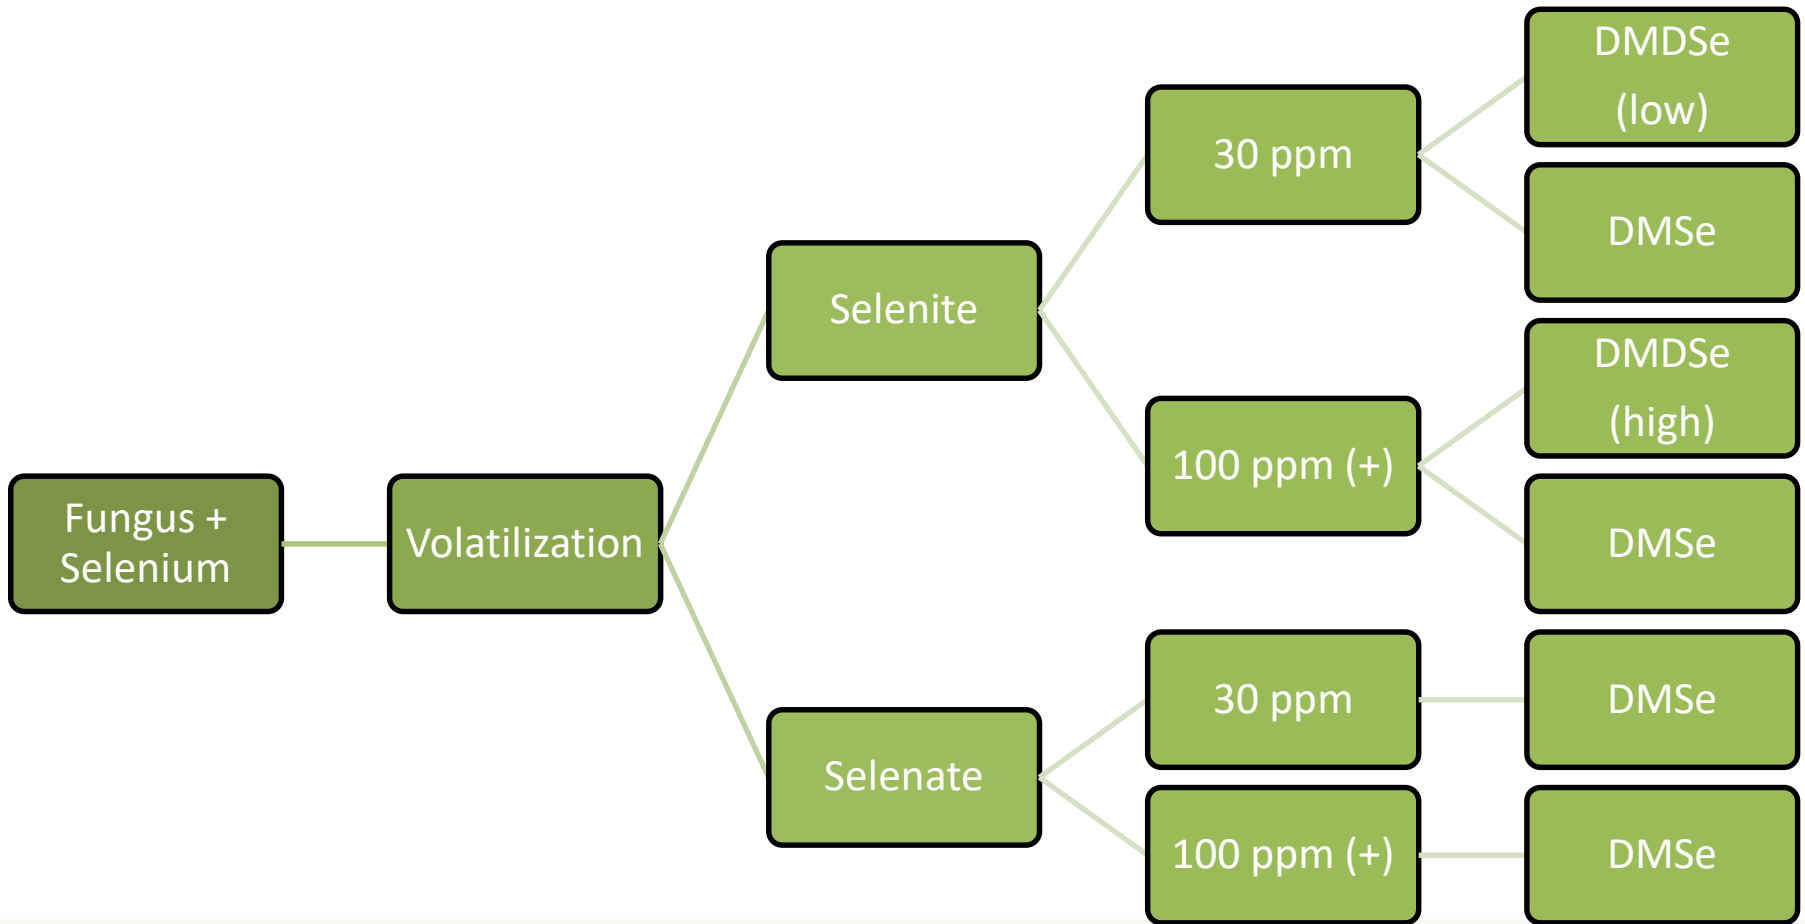 Fungus +
Selenium
Volatilization
Selenite
30 ppm
DMDSe
(low)
DMSe
100 ppm (+)
DMDSe
(high)
DMSe
Selenate
30 ppm
DMSe
100 ppm (+)
DMSe